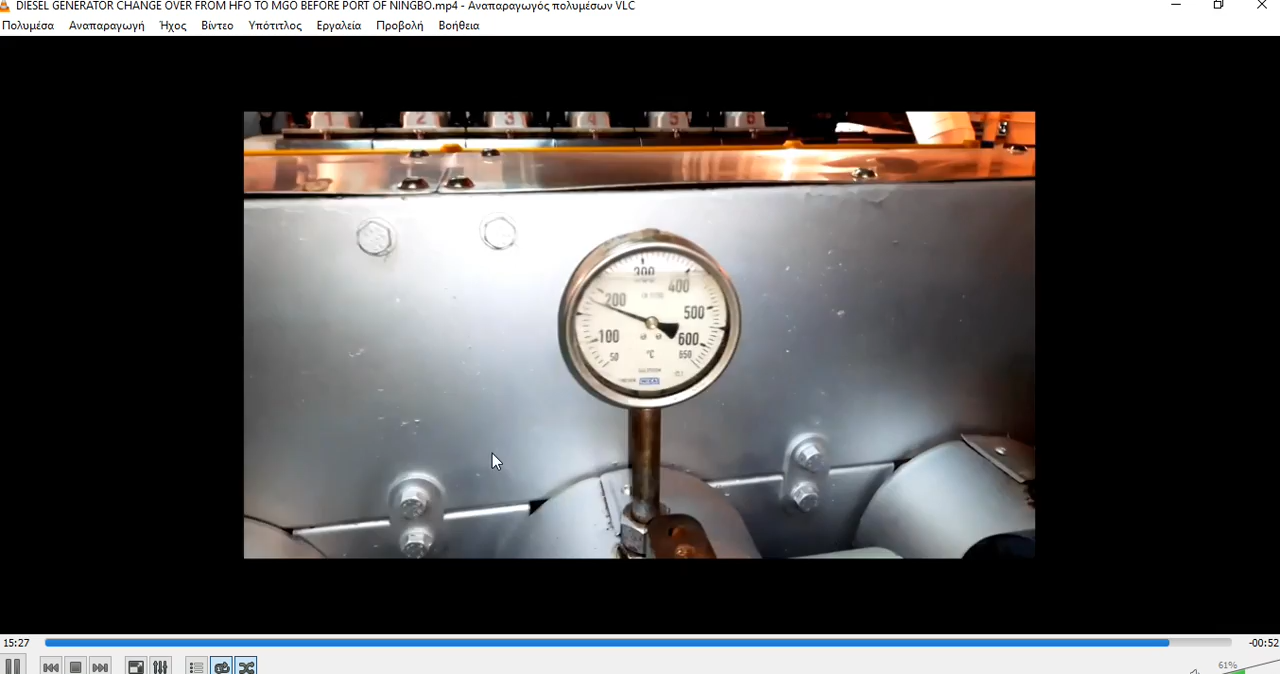 DIESEL GENERATOR CHANGE OVER FROM HFO TO MGO BEFORE PORT OF NINGBO.mp4 - Αναπαραγωγός πολυμέσων VLC
Πολυμέσα Αναπαραγωγή Ήχος Βίντεο Υπότιτλος Εργαλεία Προβολή Βοήθεια
1 2 3 4 5 6
300
200 400
500
100 600
50 °C 650
WIKA
15:27 -00:52
61%